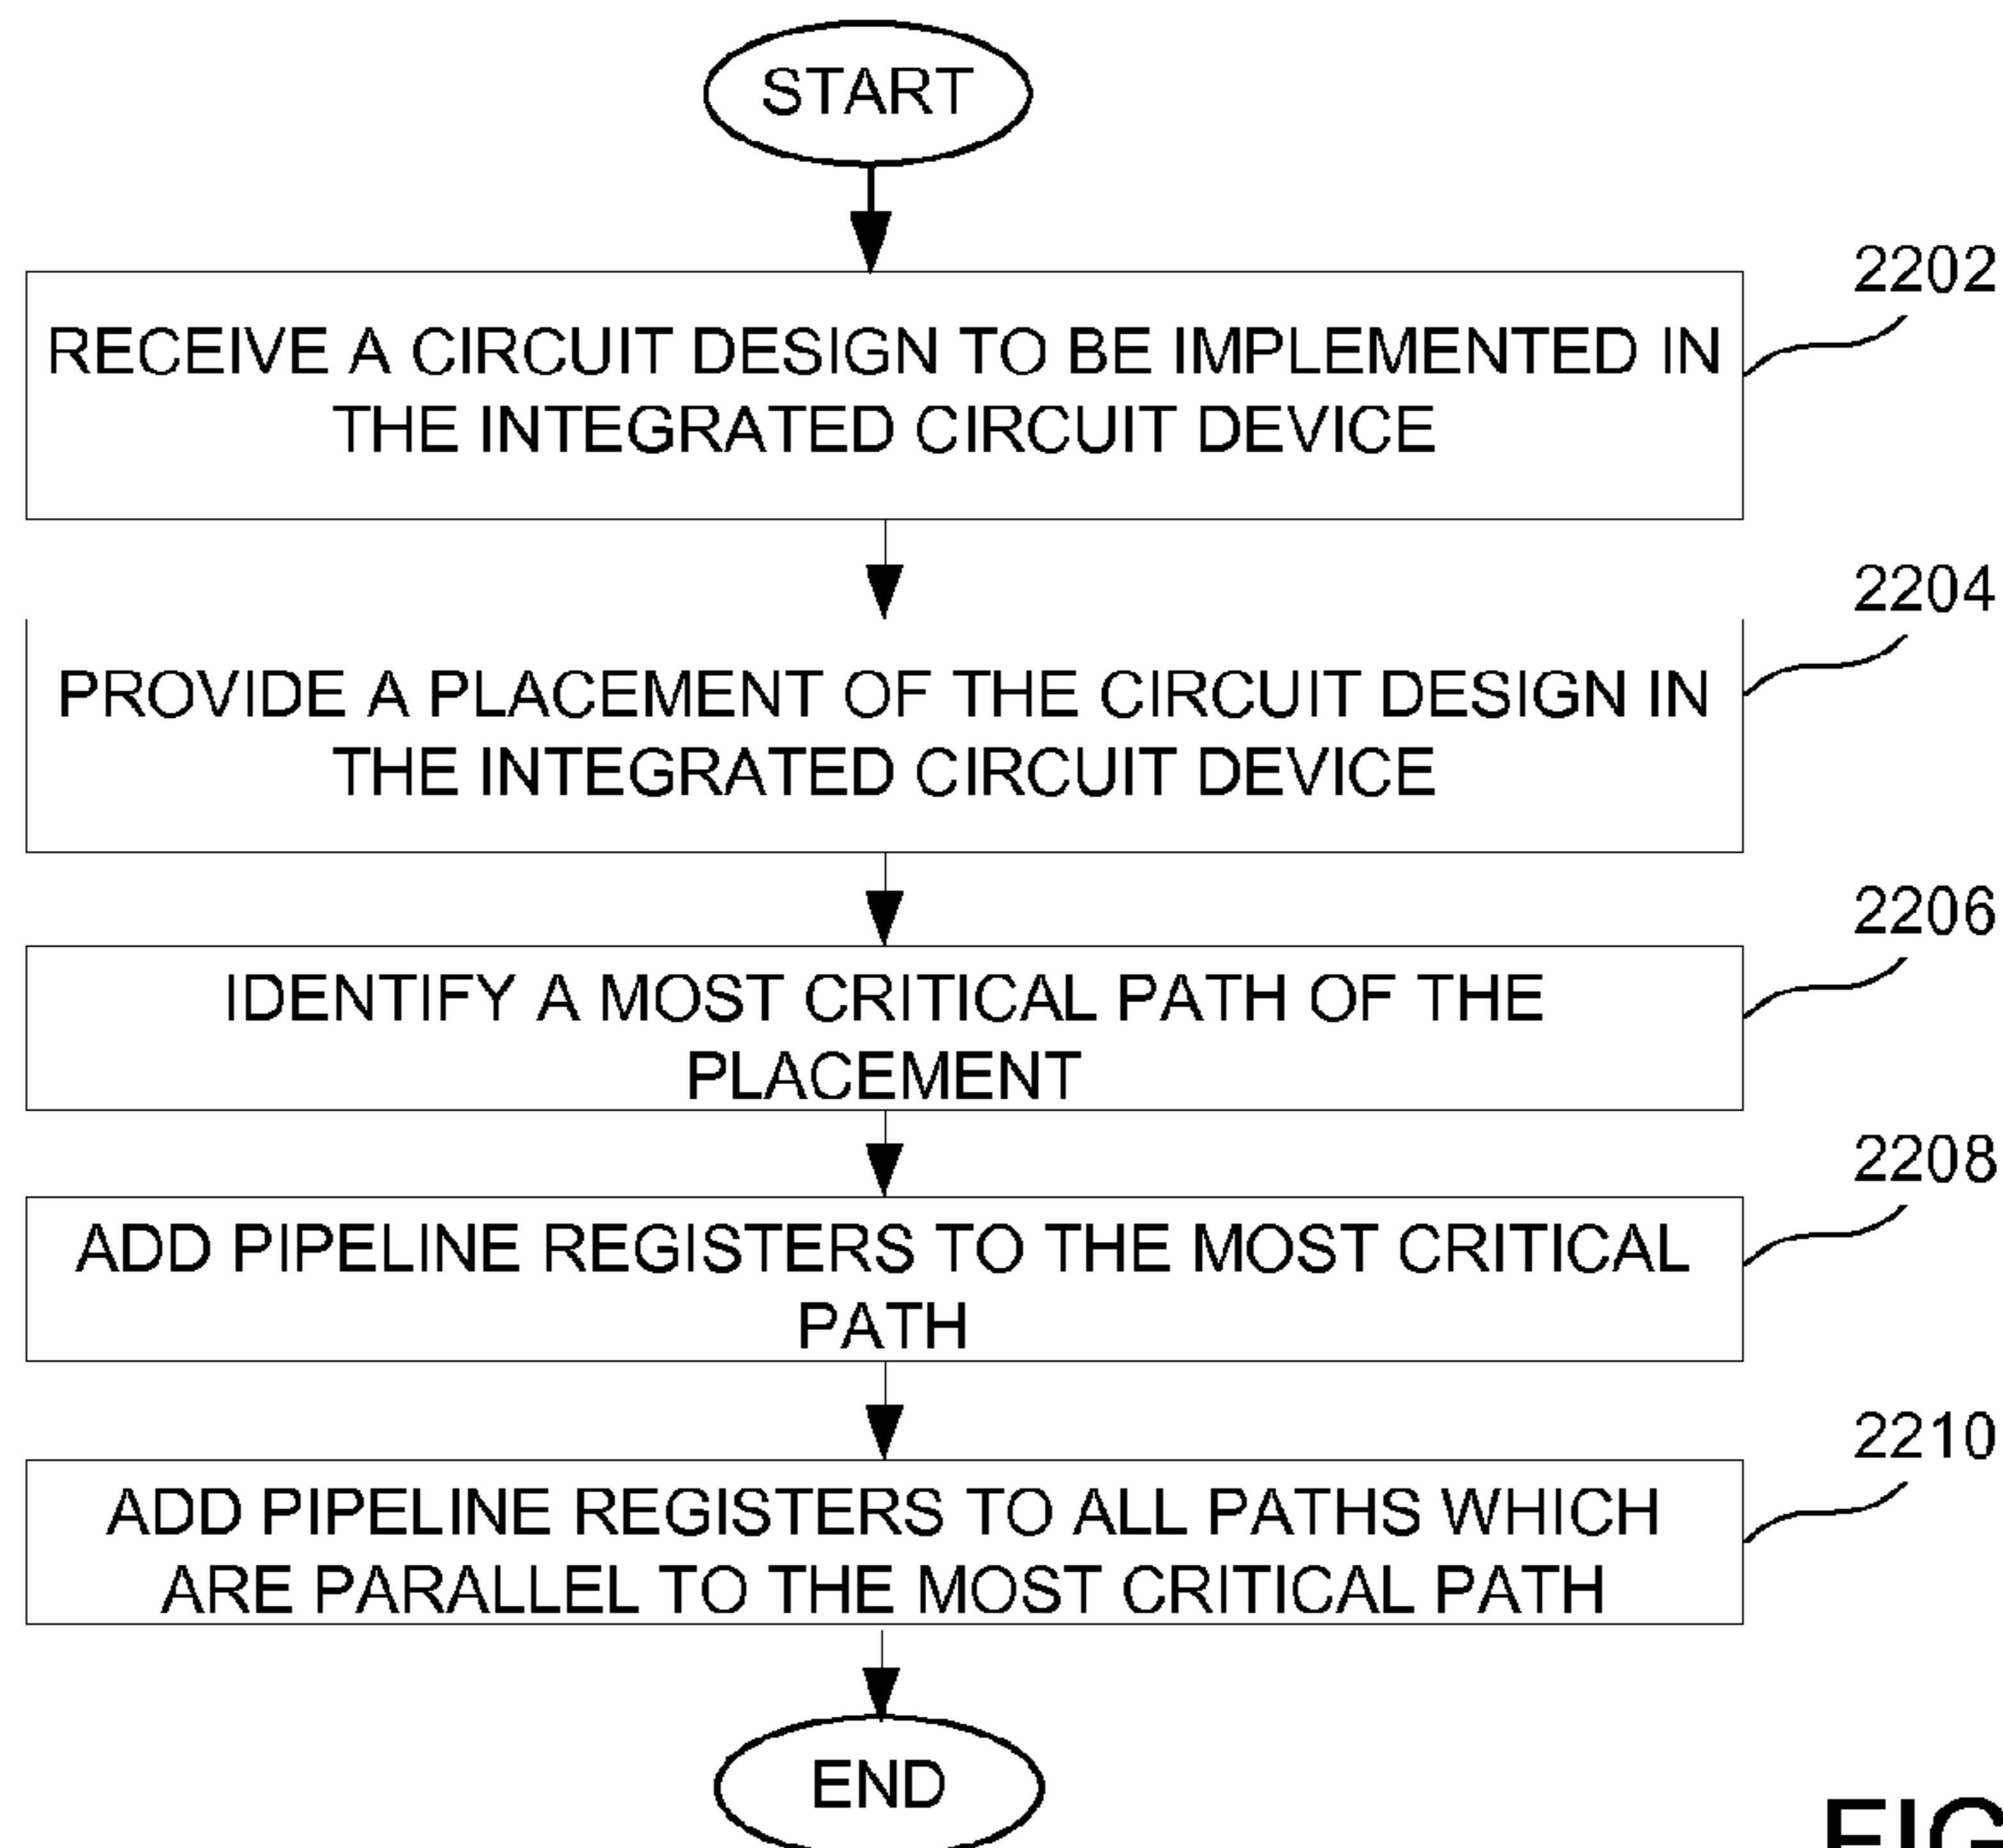 START
2202
RECEIVE A CIRCUIT DESIGN TO BE IMPLEMENTED IN
THE INTEGRATED CIRCUIT DEVICE
2204
PROVIDE A PLACEMENT OF THE CIRCUIT DESIGN IN
THE INTEGRATED CIRCUIT DEVICE
2206
IDENTIFY A MOST CRITICAL PATH OF THE
PLACEMENT
2208
ADD PIPELINE REGISTERS TO THE MOST CRITICAL
PATH
2210
ADD PIPELINE REGISTERS TO ALL PATHS WHICH
ARE PARALLEL TO THE MOST CRITICAL PATH
END